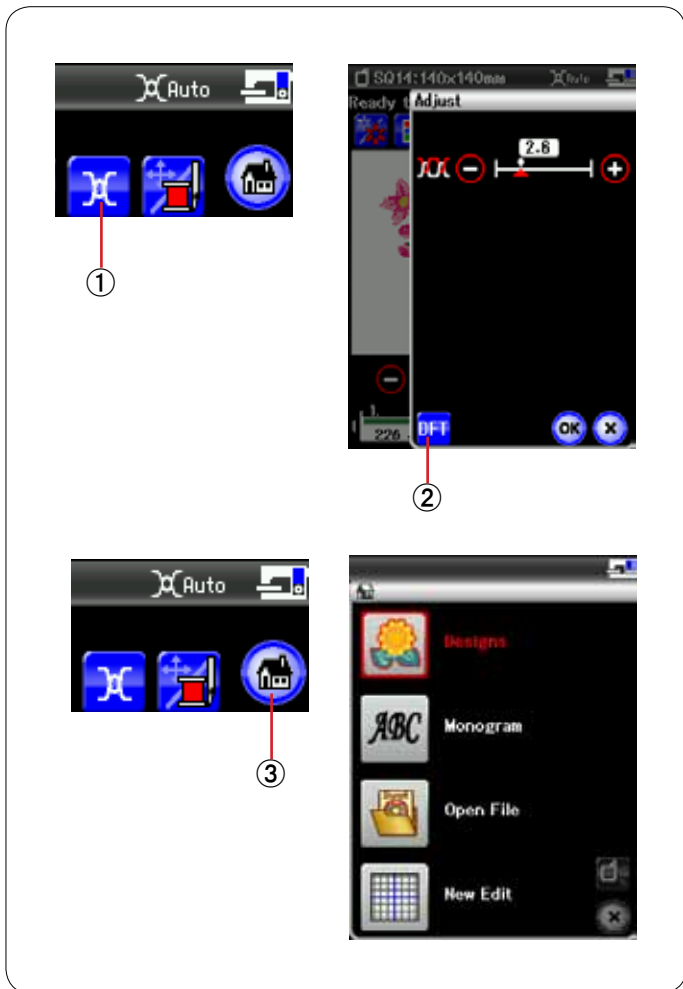 Auto
①
SQ14:140x140mm Auto
Ready t
Adjust
2.6
226
DFT OK ×
②
Auto
③
Designs
ABC Monogram
Open File
New Edit
×